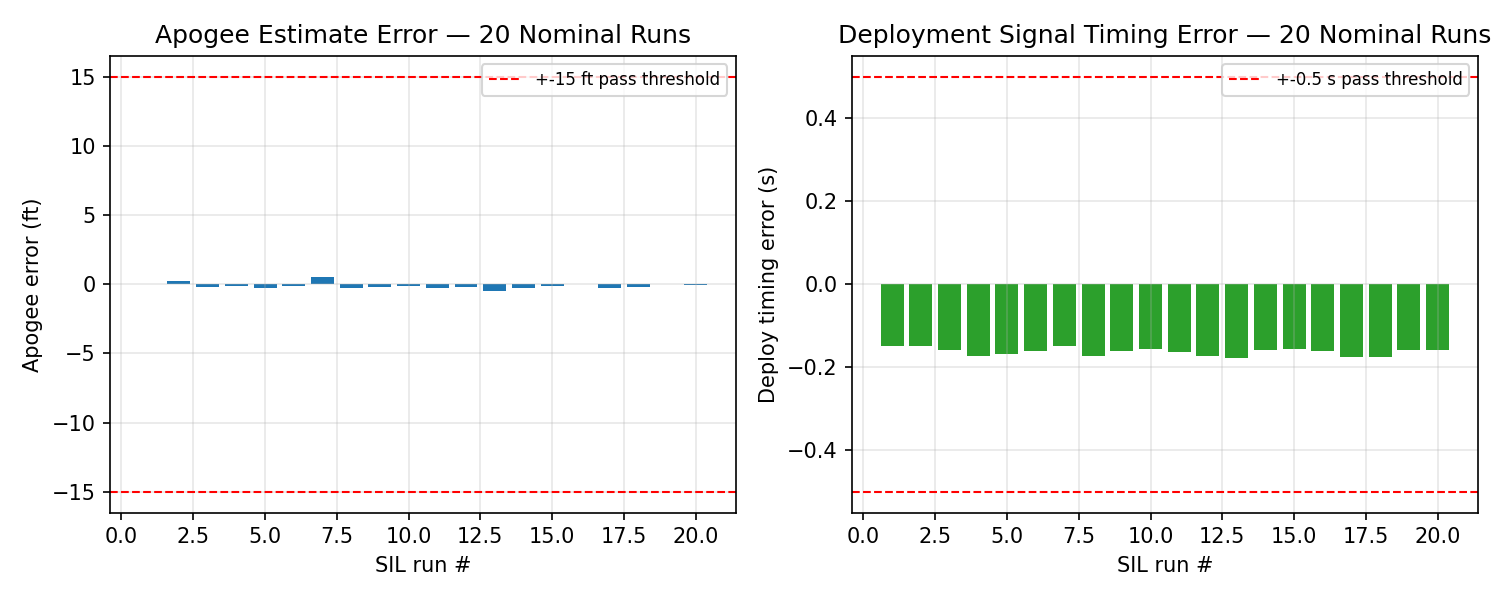 Apogee Estimate Error — 20 Nominal Runs
+-15 ft pass threshold
Apogee error (ft)
15
10
5
0
−5
−10
−15
0.0 2.5 5.0 7.5 10.0 12.5 15.0 17.5 20.0
SIL run #
Deployment Signal Timing Error — 20 Nominal Runs
+-0.5 s pass threshold
Deploy timing error (s)
0.4
0.2
0.0
−0.2
−0.4
0.0 2.5 5.0 7.5 10.0 12.5 15.0 17.5 20.0
SIL run #